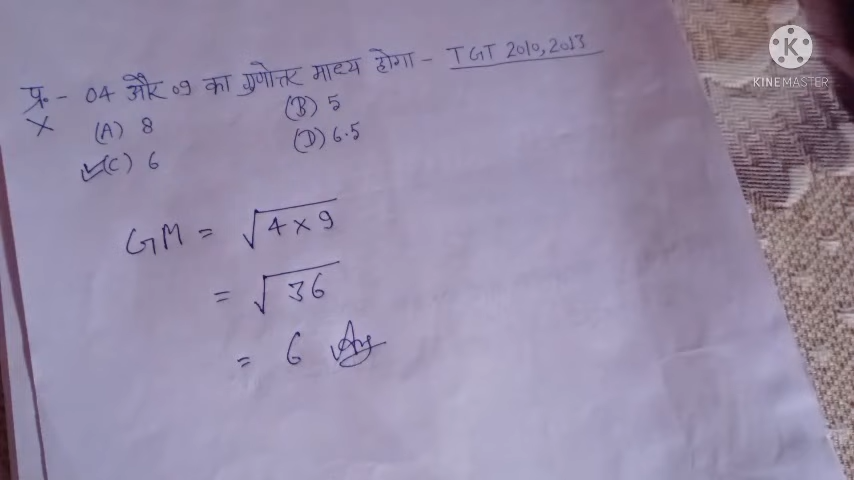 प्र. - 04 और 09 का गुणोत्तर माध्य होगा - TGT 2010, 2013
(A) 8 (B) 5
(C) 6 (D) 6.5
GM = √4 × 9
= √36
= 6 Ans
K
KINEMASTER